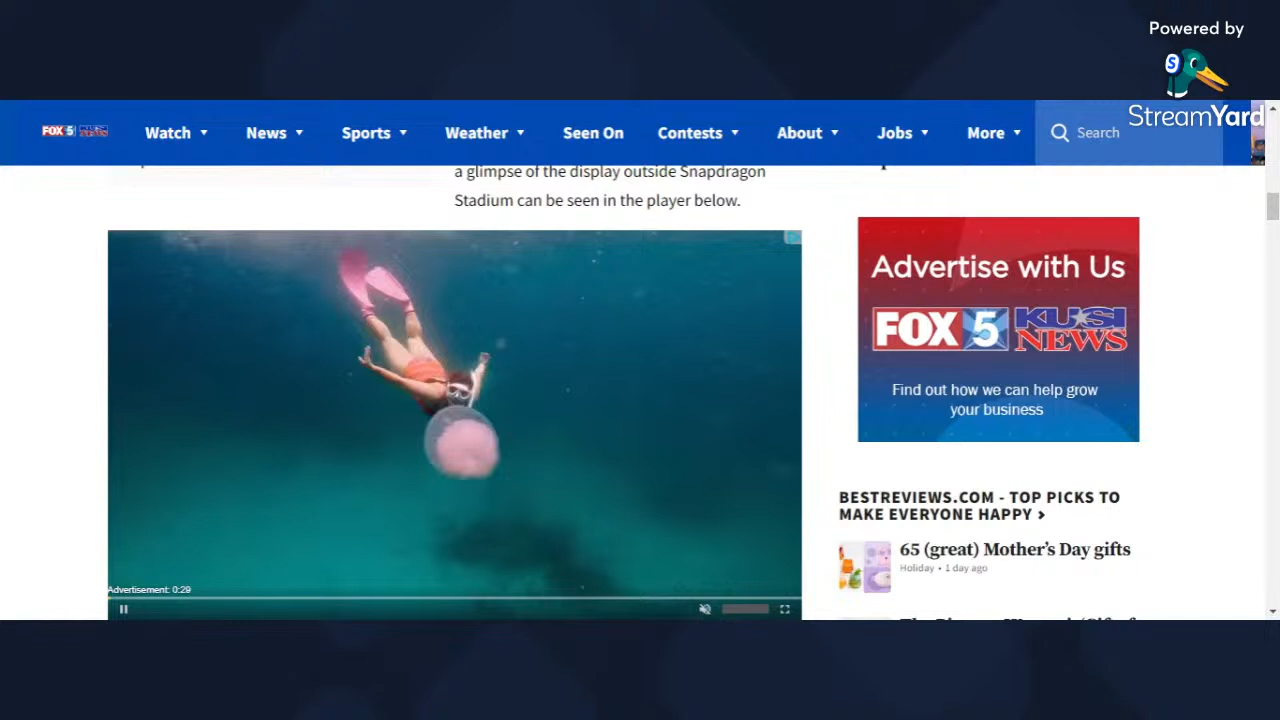 Powered by
StreamYard
FOX 5 KUSI NEWS
Watch
News
Sports
Weather
Seen On
Contests
About
Jobs
More
Search
a glimpse of the display outside Snapdragon
Stadium can be seen in the player below.
Advertisement: 0:29
Advertise with Us
FOX 5 KUSI
NEWS
Find out how we can help grow
your business
BESTREVIEWS.COM - TOP PICKS TO
MAKE EVERYONE HAPPY
65 (great) Mother's Day gifts
Holiday • 1 day ago